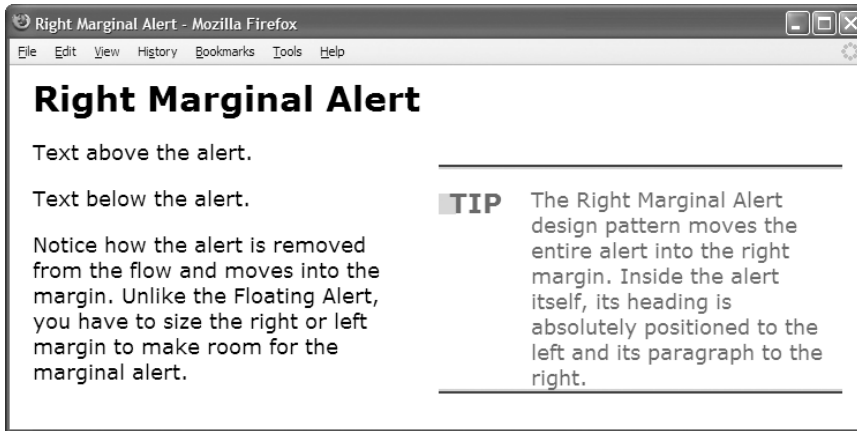 Right Marginal Alert - Mozilla Firefox
File Edit View History Bookmarks Tools Help
Right Marginal Alert
Text above the alert.
Text below the alert.
Notice how the alert is removed
from the flow and moves into the
margin. Unlike the Floating Alert,
you have to size the right or left
margin to make room for the
marginal alert.
TIP
The Right Marginal Alert
design pattern moves the
entire alert into the right
margin. Inside the alert
itself, its heading is
absolutely positioned to the
left and its paragraph to the
right.